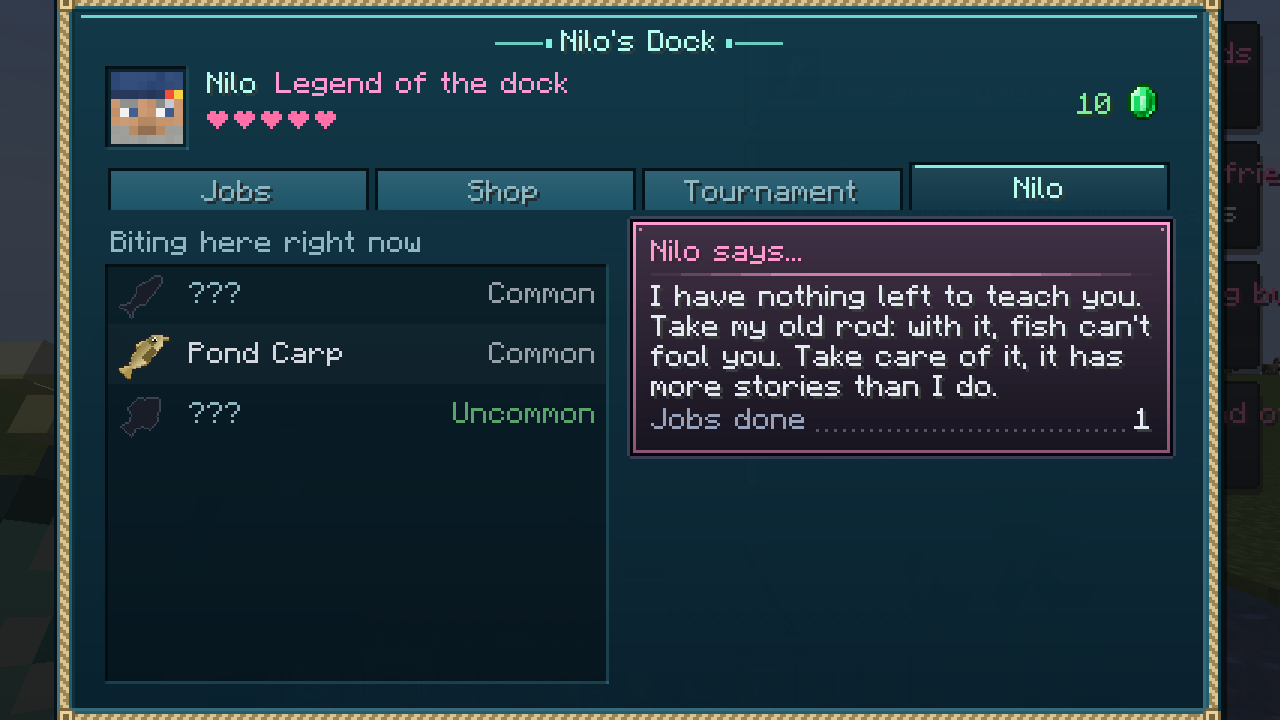 Nilo's Dock
Nilo Legend of the dock
10
Jobs
Shop
Tournament
Nilo
Biting here right now
??? Common
Pond Carp Common
??? Uncommon
Nilo says...
I have nothing left to teach you.
Take my old rod: with it, fish can't
fool you. Take care of it, it has
more stories than I do.
Jobs done 1